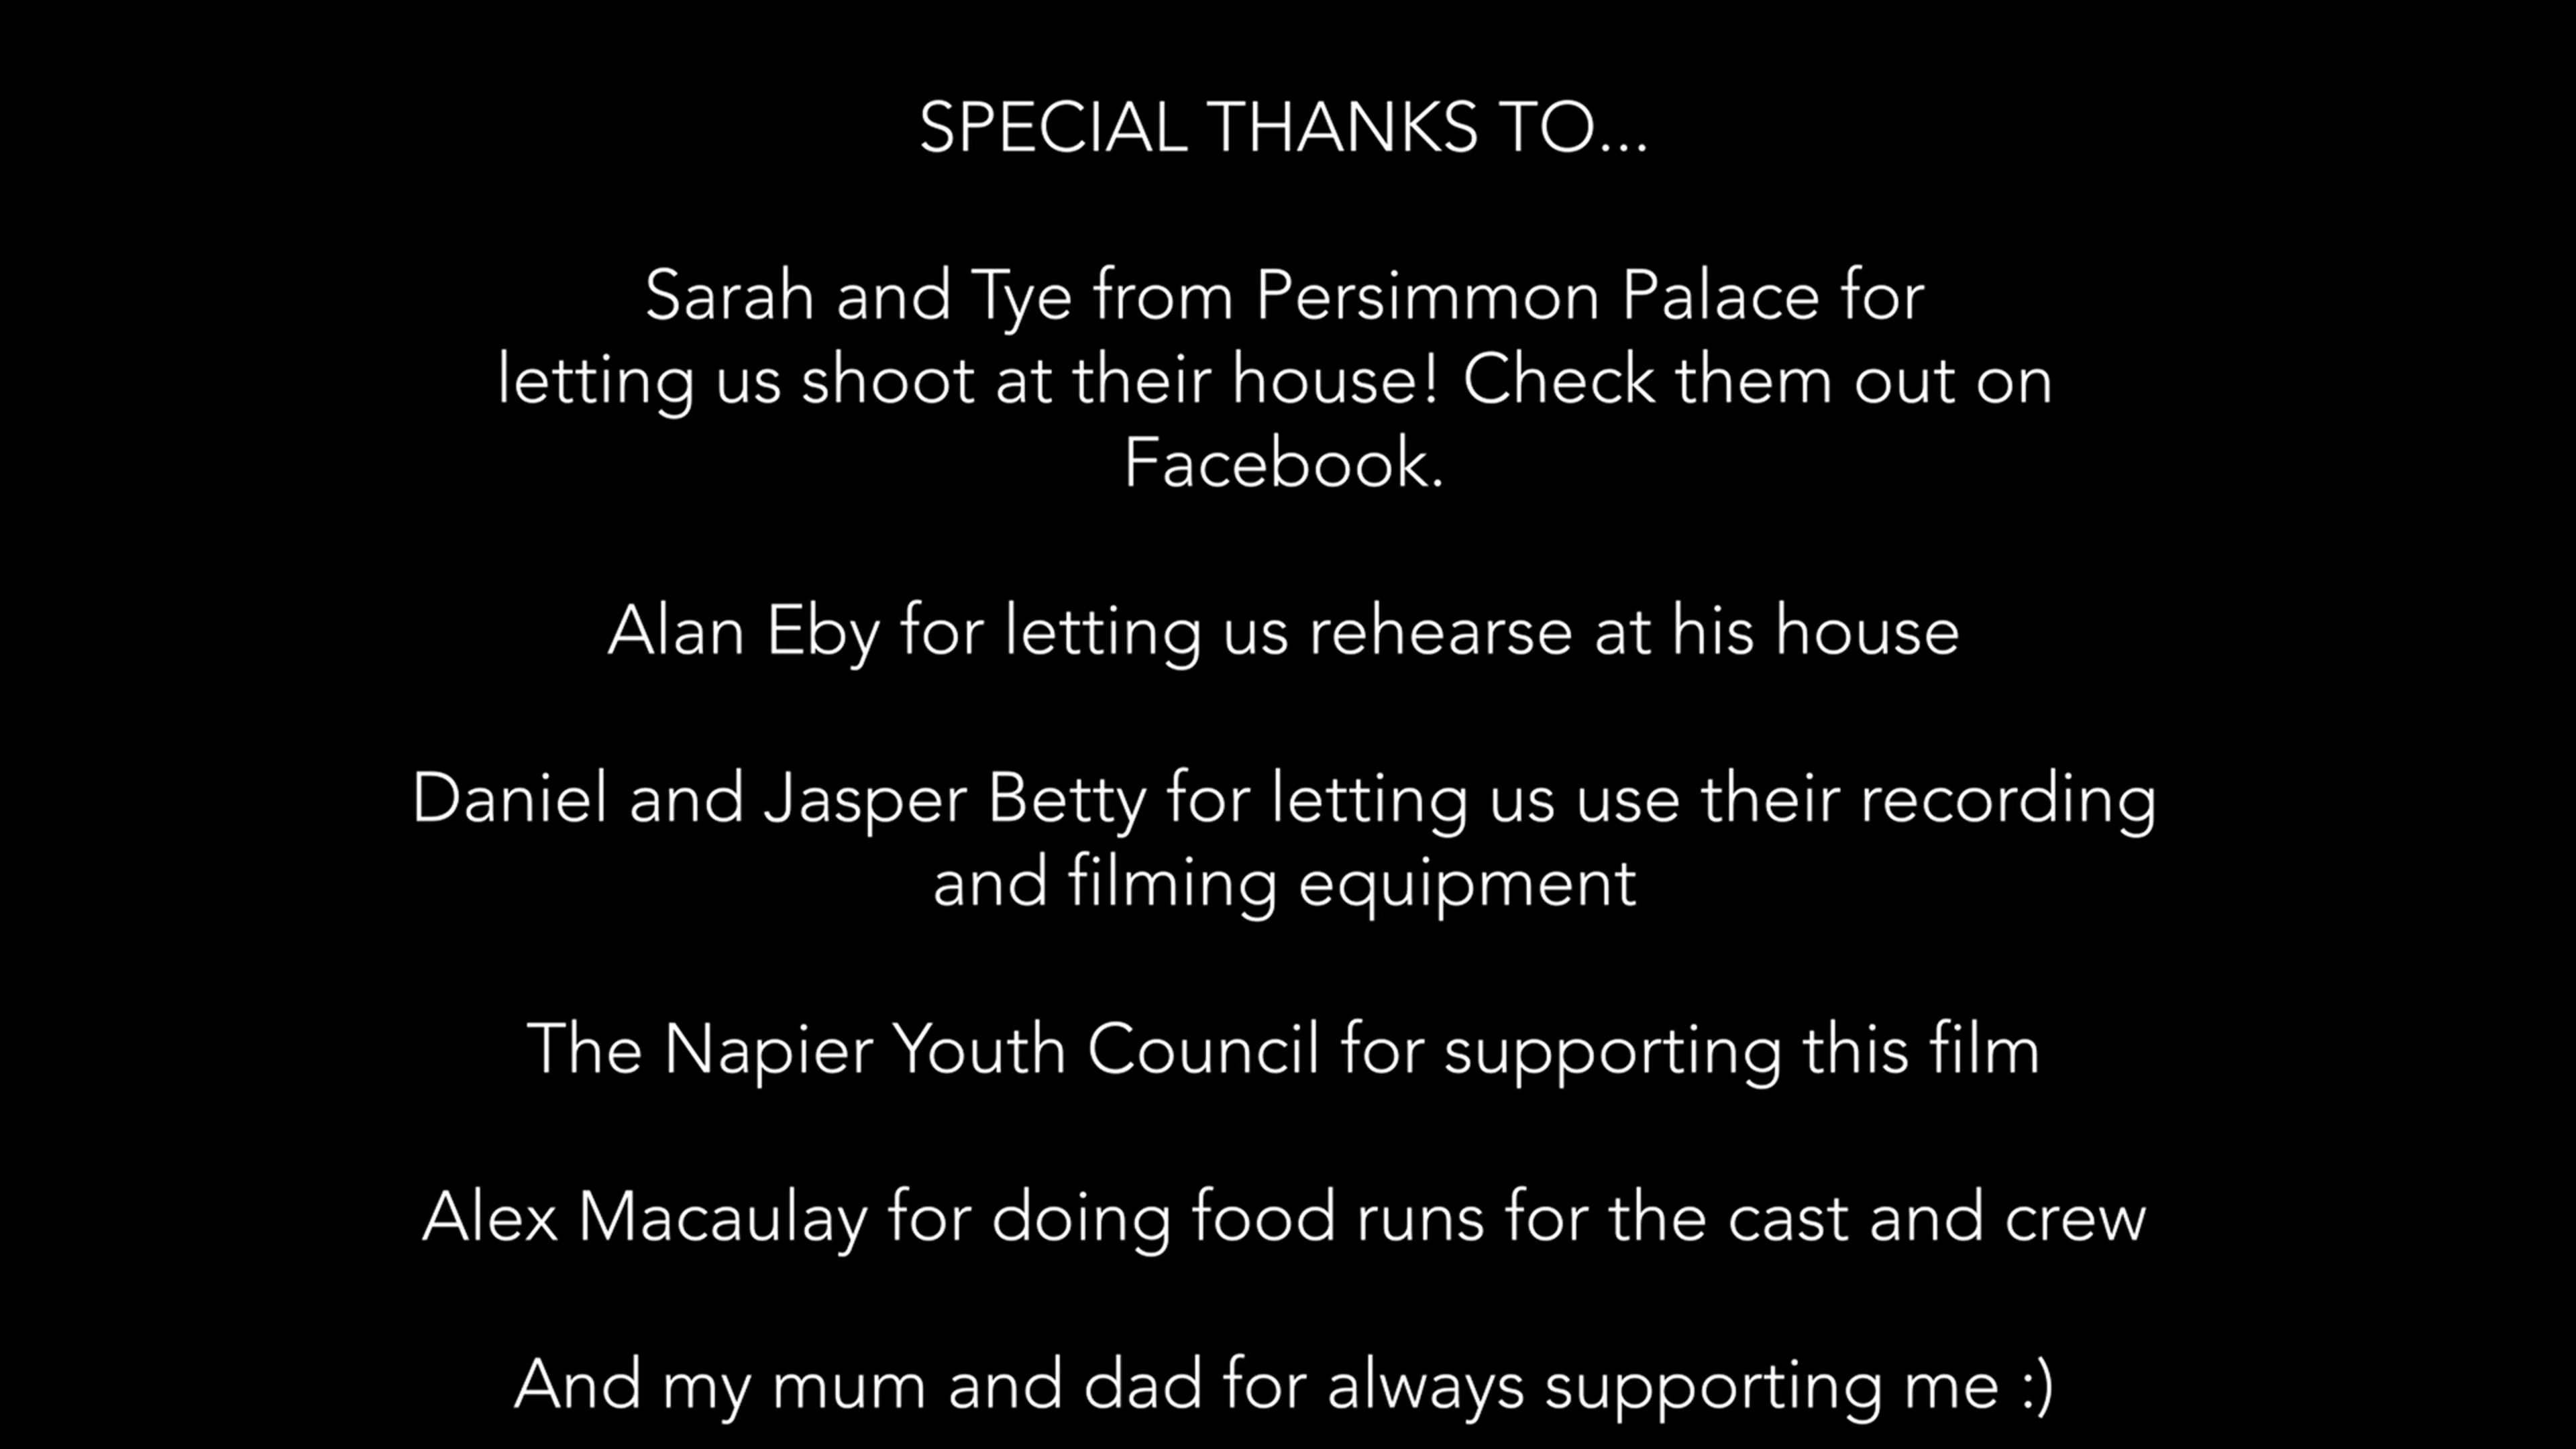 SPECIAL THANKS TO...
Sarah and Tye from Persimmon Palace for
letting us shoot at their house! Check them out on
Facebook.
Alan Eby for letting us rehearse at his house
Daniel and Jasper Betty for letting us use their recording
and filming equipment
The Napier Youth Council for supporting this film
Alex Macaulay for doing food runs for the cast and crew
And my mum and dad for always supporting me :)